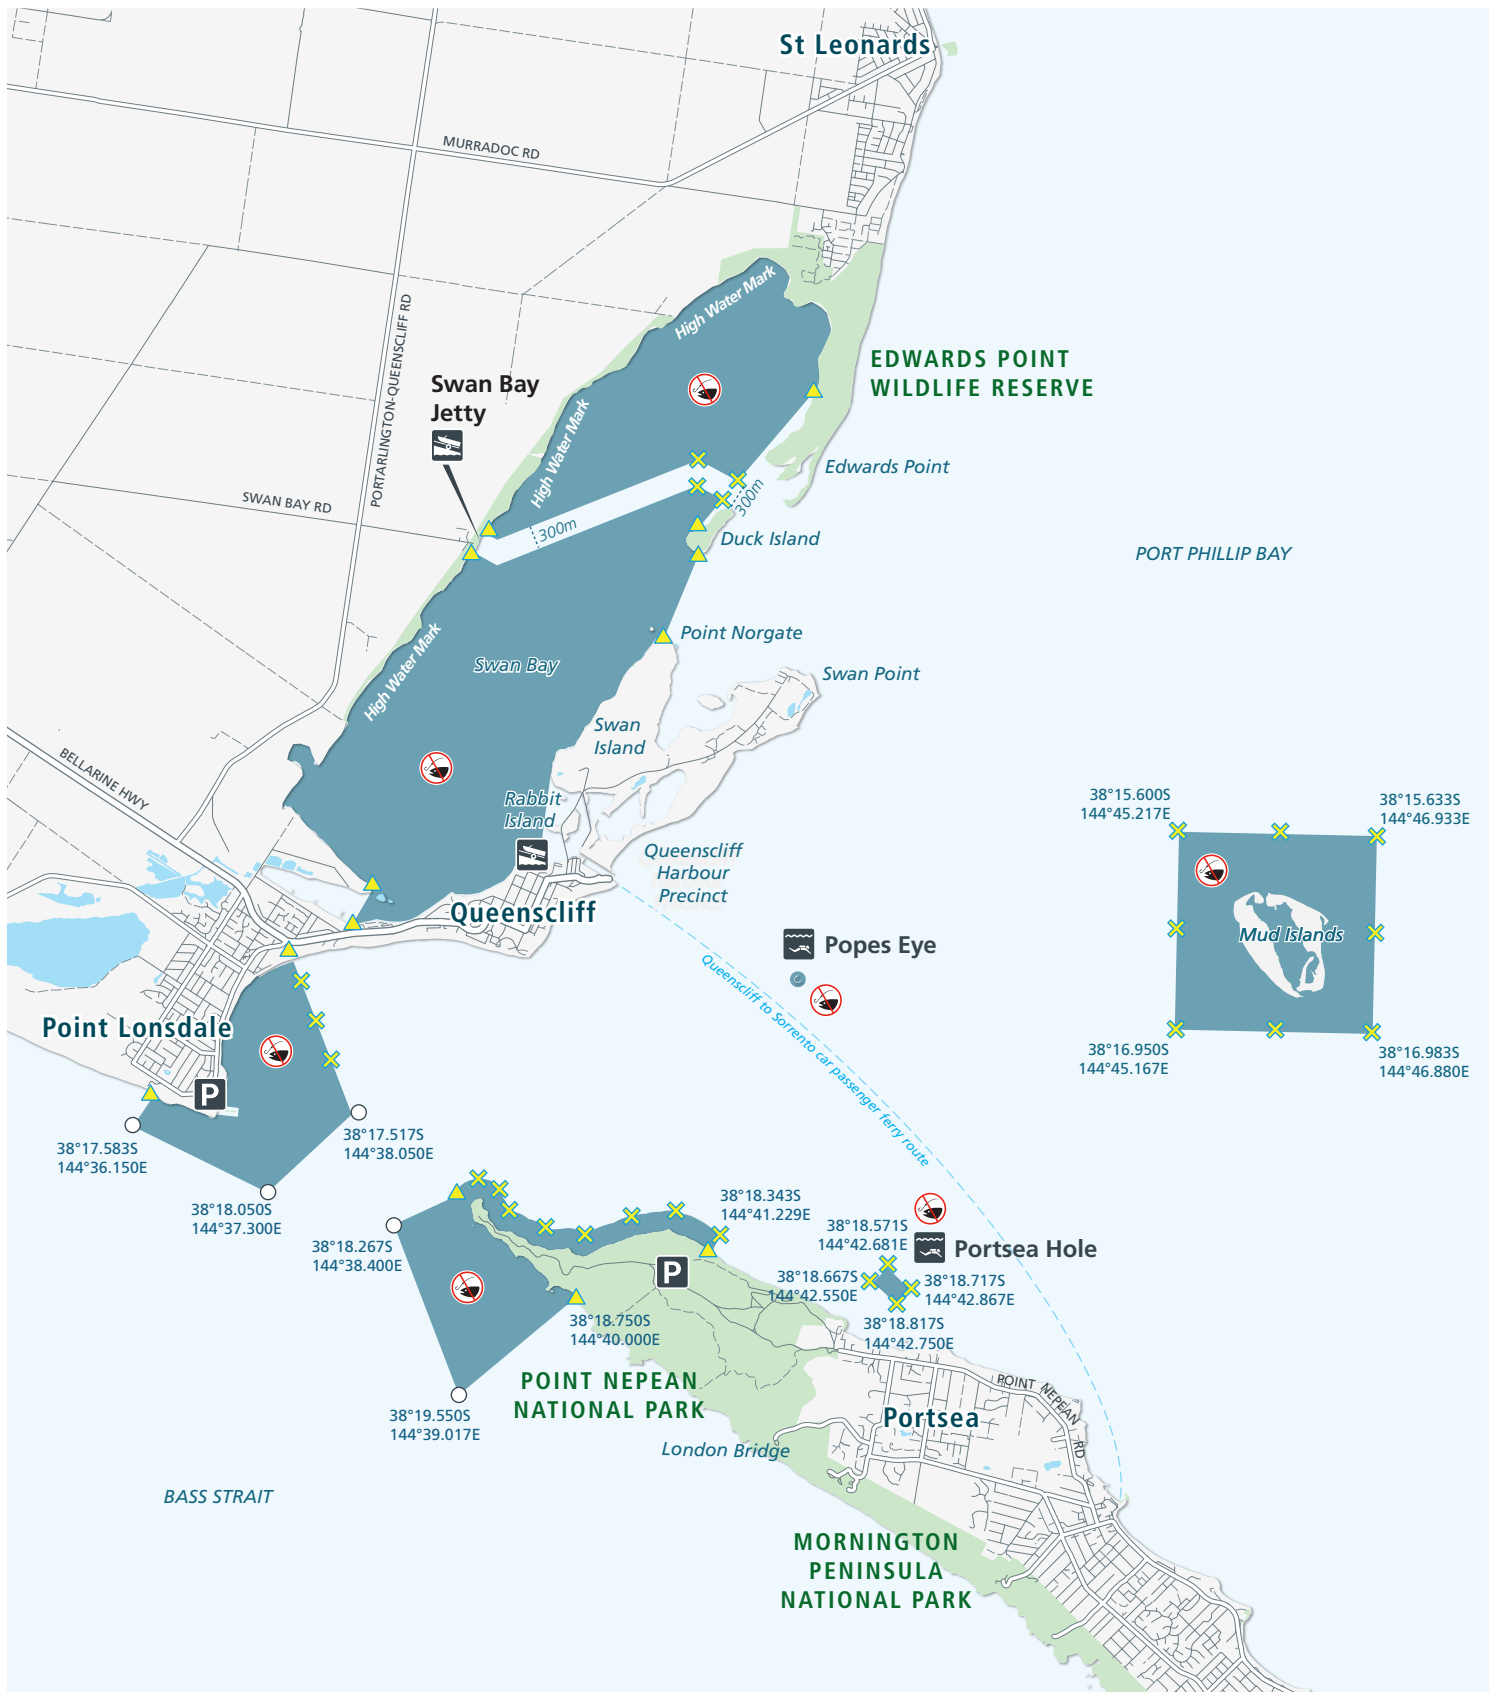 St Leonards
MURRADOC RD
High Water Mark
PORTARLINGTON-QUEENSCLIFF RD
EDWARDS POINT
WILDLIFE RESERVE
Swan Bay
Jetty
High Water Mark
Edwards Point
SWAN BAY RD
300m
300m
Duck Island
PORT PHILLIP BAY
High Water Mark
Point Norgate
Swan Bay
Swan Point
Swan
Island
BELLARINE HWY
Rabbit
Island
38°15.600S
144°45.217E
38°15.633S
144°46.933E
Queenscliff
Harbour
Precinct
Queenscliff
Popes Eye
Mud Islands
Queenscliff to Sorrento car passenger ferry route
Point Lonsdale
P
38°16.950S
144°45.167E
38°16.983S
144°46.880E
38°17.583S
144°36.150E
38°17.517S
144°38.050E
38°18.050S
144°37.300E
38°18.267S
144°38.400E
38°18.343S
144°41.229E
38°18.571S
144°42.681E
Portsea Hole
P
38°18.667S
144°42.550E
38°18.717S
144°42.867E
38°18.750S
144°40.000E
38°18.817S
144°42.750E
POINT NEPEAN
NATIONAL PARK
POINT NEPEAN RD
38°19.550S
144°39.017E
Portsea
London Bridge
BASS STRAIT
MORNINGTON
PENINSULA
NATIONAL PARK